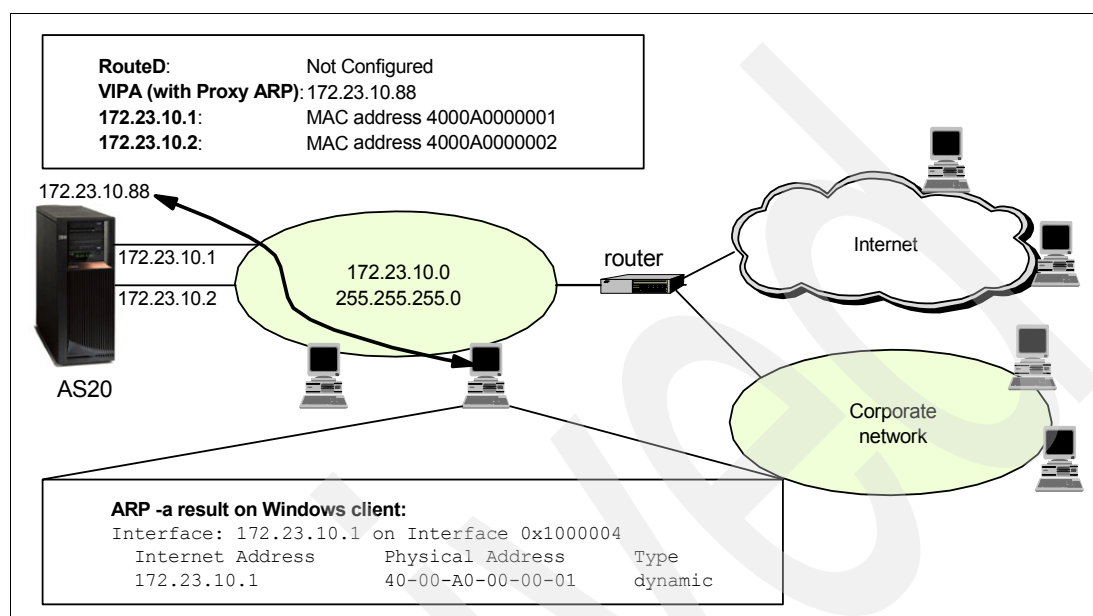 RouteD: Not Configured
VIPA (with Proxy ARP): 172.23.10.88
172.23.10.1: MAC address 4000A0000001
172.23.10.2: MAC address 4000A0000002
172.23.10.88
172.23.10.1
172.23.10.2
AS20
172.23.10.0
255.255.255.0
router
Internet
Corporate
network
ARP -a result on Windows client:
Interface: 172.23.10.1 on Interface 0x1000004
Internet Address Physical Address Type
172.23.10.1 40-00-A0-00-00-01 dynamic